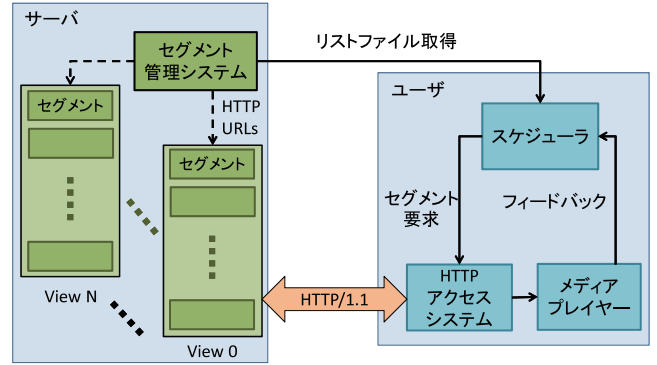 サーバ
セグメント
管理システム
リストファイル取得
ユーザ
セグメント
HTTP
URLs
スケジューラ
セグメント
セグメント
要求
フィードバック
HTTP
アクセス
システム
メディア
プレイヤー
HTTP/1.1
View N
View 0